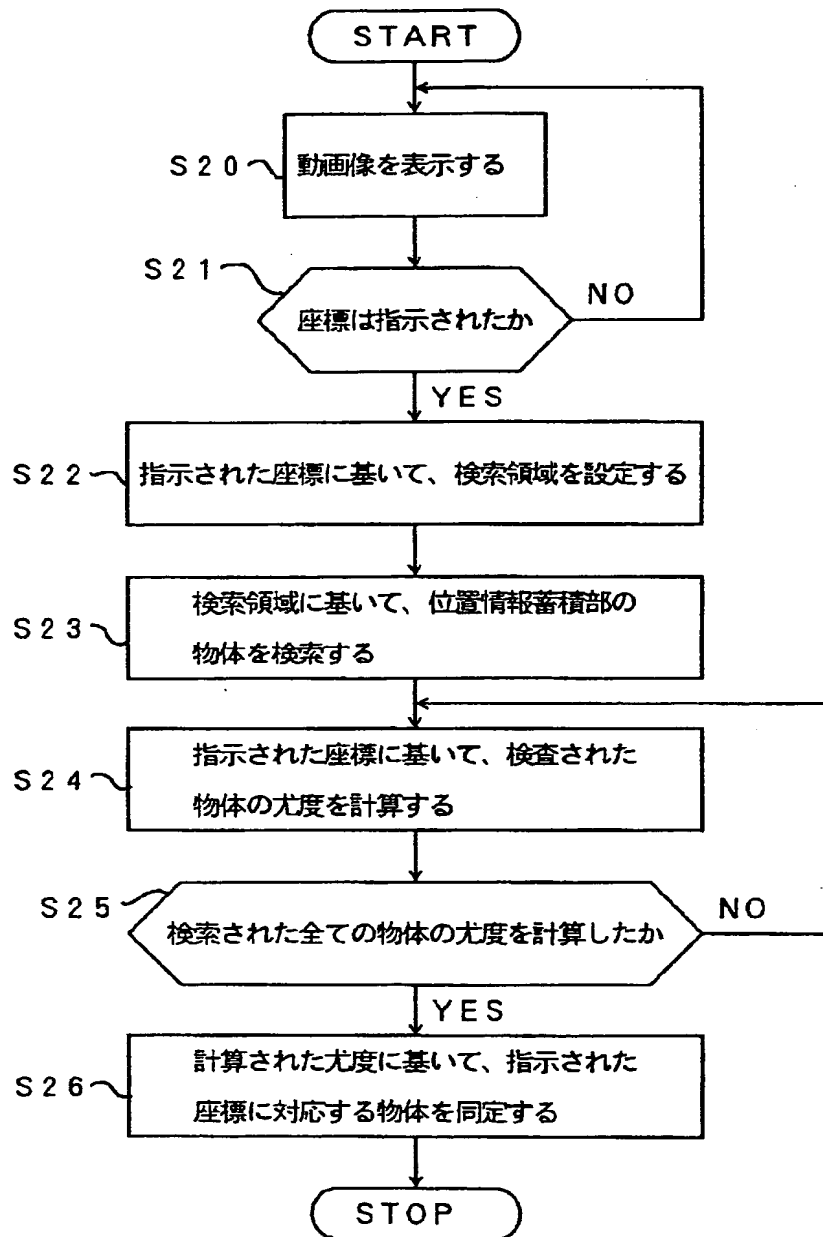 START
S20
動画像を表示する
S21
座標は指示されたか
NO
YES
S22
指示された座標に基いて、検索領域を設定する
S23
検索領域に基いて、位置情報蓄積部の
物体を検索する
S24
指示された座標に基いて、検査された
物体の尤度を計算する
S25
検索された全ての物体の尤度を計算したか
NO
YES
S26
計算された尤度に基いて、指示された
座標に対応する物体を同定する
STOP